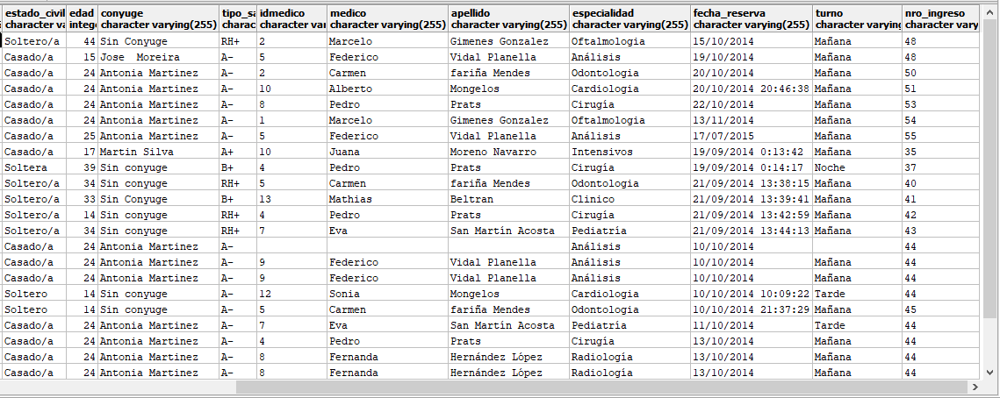 estado_civil edad conyuge tipo_sa idmedico medico apellido especialidad fecha_reserva turno nro_ingreso
character va intege character varying(255) charac character var character varying(255) character varying(255) character varying(255) character varying(255) character varyin character vary
Soltero/a 44 Sin Conyuge RH+ 2 Marcelo Gimenes Gonzalez Oftalmologia 15/10/2014 Mañana 48
Casado/a 15 Jose Moreira A- 5 Federico Vidal Planella Análisis 19/10/2014 Mañana 48
Casado/a 24 Antonia Martinez A- 2 Carmen fariña Mendes Odontologia 20/10/2014 Mañana 50
Casado/a 24 Antonia Martinez A- 10 Alberto Mongelos Cardiologia 20/10/2014 20:46:38 Mañana 51
Casado/a 24 Antonia Martinez A- 8 Pedro Prats Cirugía 22/10/2014 Mañana 53
Casado/a 24 Antonia Martinez A- 1 Marcelo Gimenes Gonzalez Oftalmologia 13/11/2014 Mañana 54
Casado/a 25 Antonia Martinez A- 5 Federico Vidal Planella Análisis 17/07/2015 Mañana 55
Casado/a 17 Martin Silva A+ 10 Juana Moreno Navarro Intensivos 19/09/2014 0:13:42 Mañana 35
Soltera 39 Sin conyuge B+ 4 Pedro Prats Cirugía 19/09/2014 0:14:17 Noche 37
Soltero/a 34 Sin conyuge RH+ 5 Carmen fariña Mendes Odontologia 21/09/2014 13:38:15 Mañana 40
Soltero/a 33 Sin Conyuge B+ 13 Mathias Beltran Clinico 21/09/2014 13:39:41 Mañana 41
Soltero/a 14 Sin conyuge RH+ 4 Pedro Prats Cirugía 21/09/2014 13:42:59 Mañana 42
Soltero/a 34 Sin conyuge RH+ 7 Eva San Martín Acosta Pediatría 21/09/2014 13:44:13 Mañana 43
Casado/a 24 Antonia Martinez A- Análisis 10/10/2014 44
Casado/a 24 Antonia Martinez A- 9 Federico Vidal Planella Análisis 10/10/2014 Mañana 44
Casado/a 24 Antonia Martinez A- 9 Federico Vidal Planella Análisis 10/10/2014 Mañana 44
Soltero 14 Sin conyuge A- 12 Sonia Mongelos Cardiologia 10/10/2014 10:09:22 Tarde 44
Soltero 14 Sin conyuge A- 5 Carmen fariña Mendes Odontologia 10/10/2014 21:37:29 Mañana 45
Casado/a 24 Antonia Martinez A- 7 Eva San Martín Acosta Pediatría 11/10/2014 Tarde 44
Casado/a 24 Antonia Martinez A- 4 Pedro Prats Cirugía 13/10/2014 Mañana 44
Casado/a 24 Antonia Martinez A- 8 Fernanda Hernández López Radiología 13/10/2014 Mañana 44
Casado/a 24 Antonia Martinez A- 8 Fernanda Hernández López Radiología 13/10/2014 Mañana 44